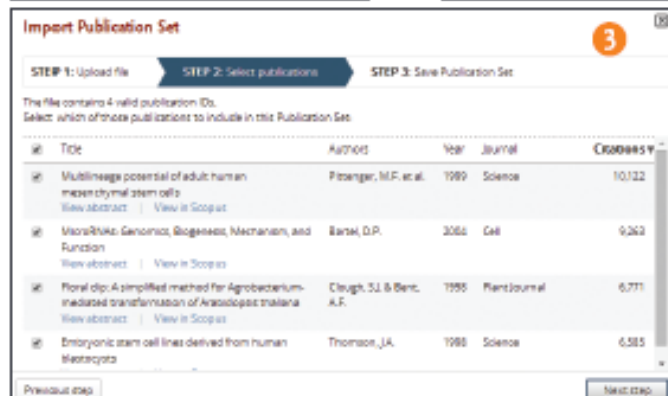 Import Publication Set
3
STEP 1: Upload file STEP 2: Select publications STEP 3: Save Publication Set
The file contains 4 valid publication IDs.
Select which of those publications to include in this Publication Set
Title Authors Year Journal Citations
Multilineage potential of adult human Pittenger, M.F. et al. 1999 Science 10,122
mesenchymal stem cells
View abstract | View in Scopus
MicroRNAs: Genomics, Biogenesis, Mechanism, and Bartel, D.P. 2004 Cell 9,263
Function
View abstract | View in Scopus
Floral dip: A simplified method for Agrobacterium- Clough, S.J. & Bent, 1998 Plant Journal 6,771
mediated transformation of Arabidopsis thaliana A.F.
View abstract | View in Scopus
Embryonic stem cell lines derived from human Thomson, J.A. 1998 Science 6,585
blastocysts
Previous step Next step